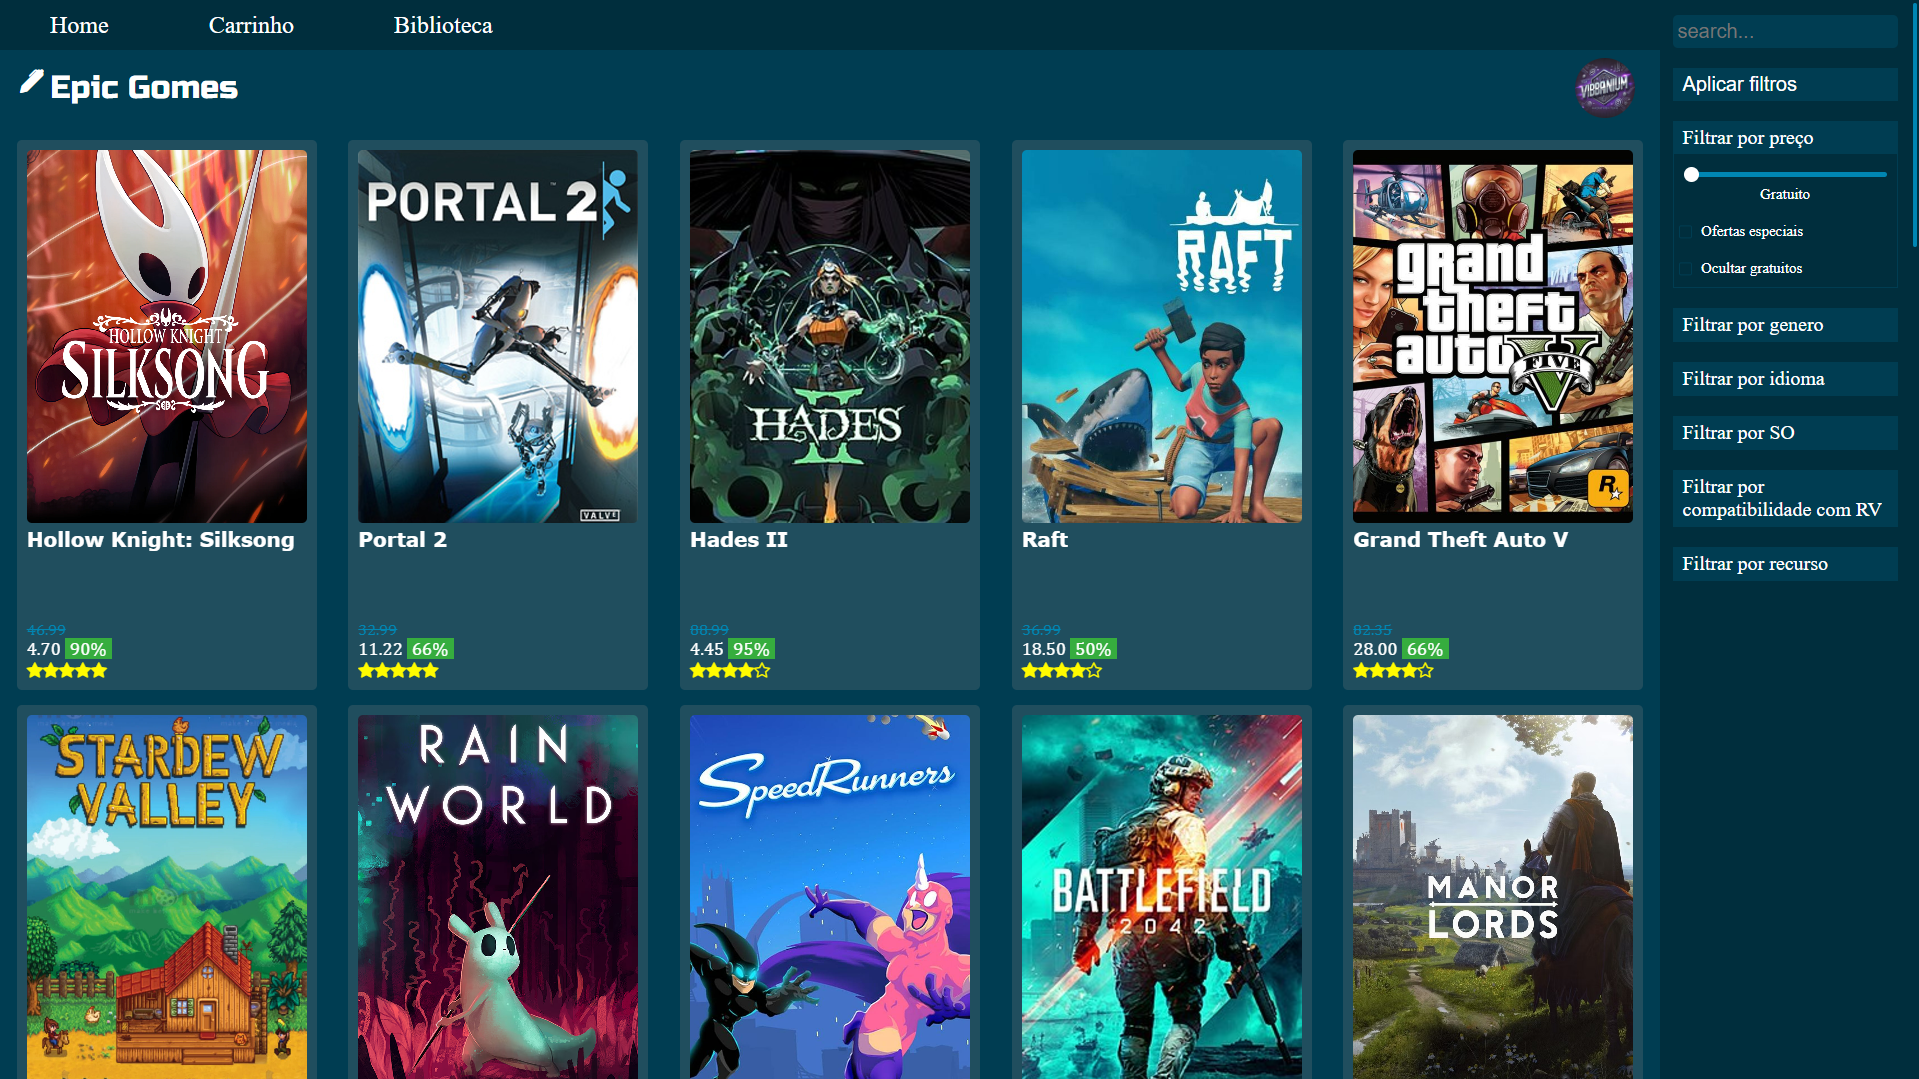 Home Carrinho Biblioteca
search...
Epic Gomes
VIBRANIUM
Aplicar filtros
Filtrar por preço
Gratuito
Ofertas especiais
Ocultar gratuitos
Filtrar por genero
Filtrar por idioma
Filtrar por SO
Filtrar por
compatibilidade com RV
Filtrar por recurso
HOLLOW KNIGHT
SILKSONG
PORTAL 2
VALVE
HADES
II
RAFT
grand
theft
auto V
FIVE
R
Hollow Knight: Silksong
46.99
4.70 90%
Portal 2
32.99
11.22 66%
Hades II
88.99
4.45 95%
Raft
36.99
18.50 50%
Grand Theft Auto V
82.35
28.00 66%
STARDEW
VALLEY
RAIN
WORLD
SpeedRunners
BATTLEFIELD
2042
MANOR
LORDS